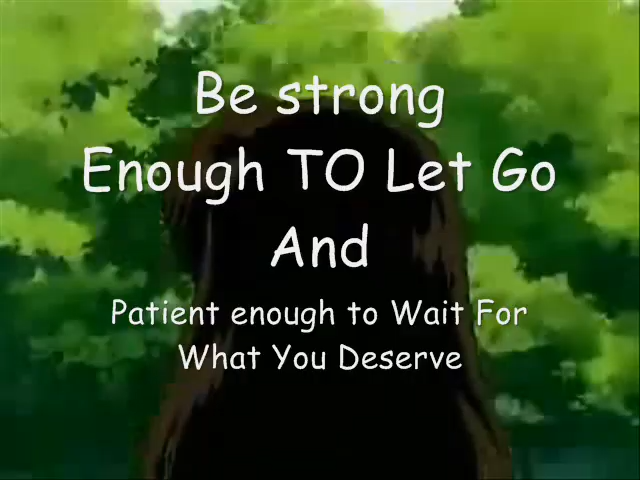 Be strong
Enough TO Let Go
And
Patient enough to Wait For
What You Deserve